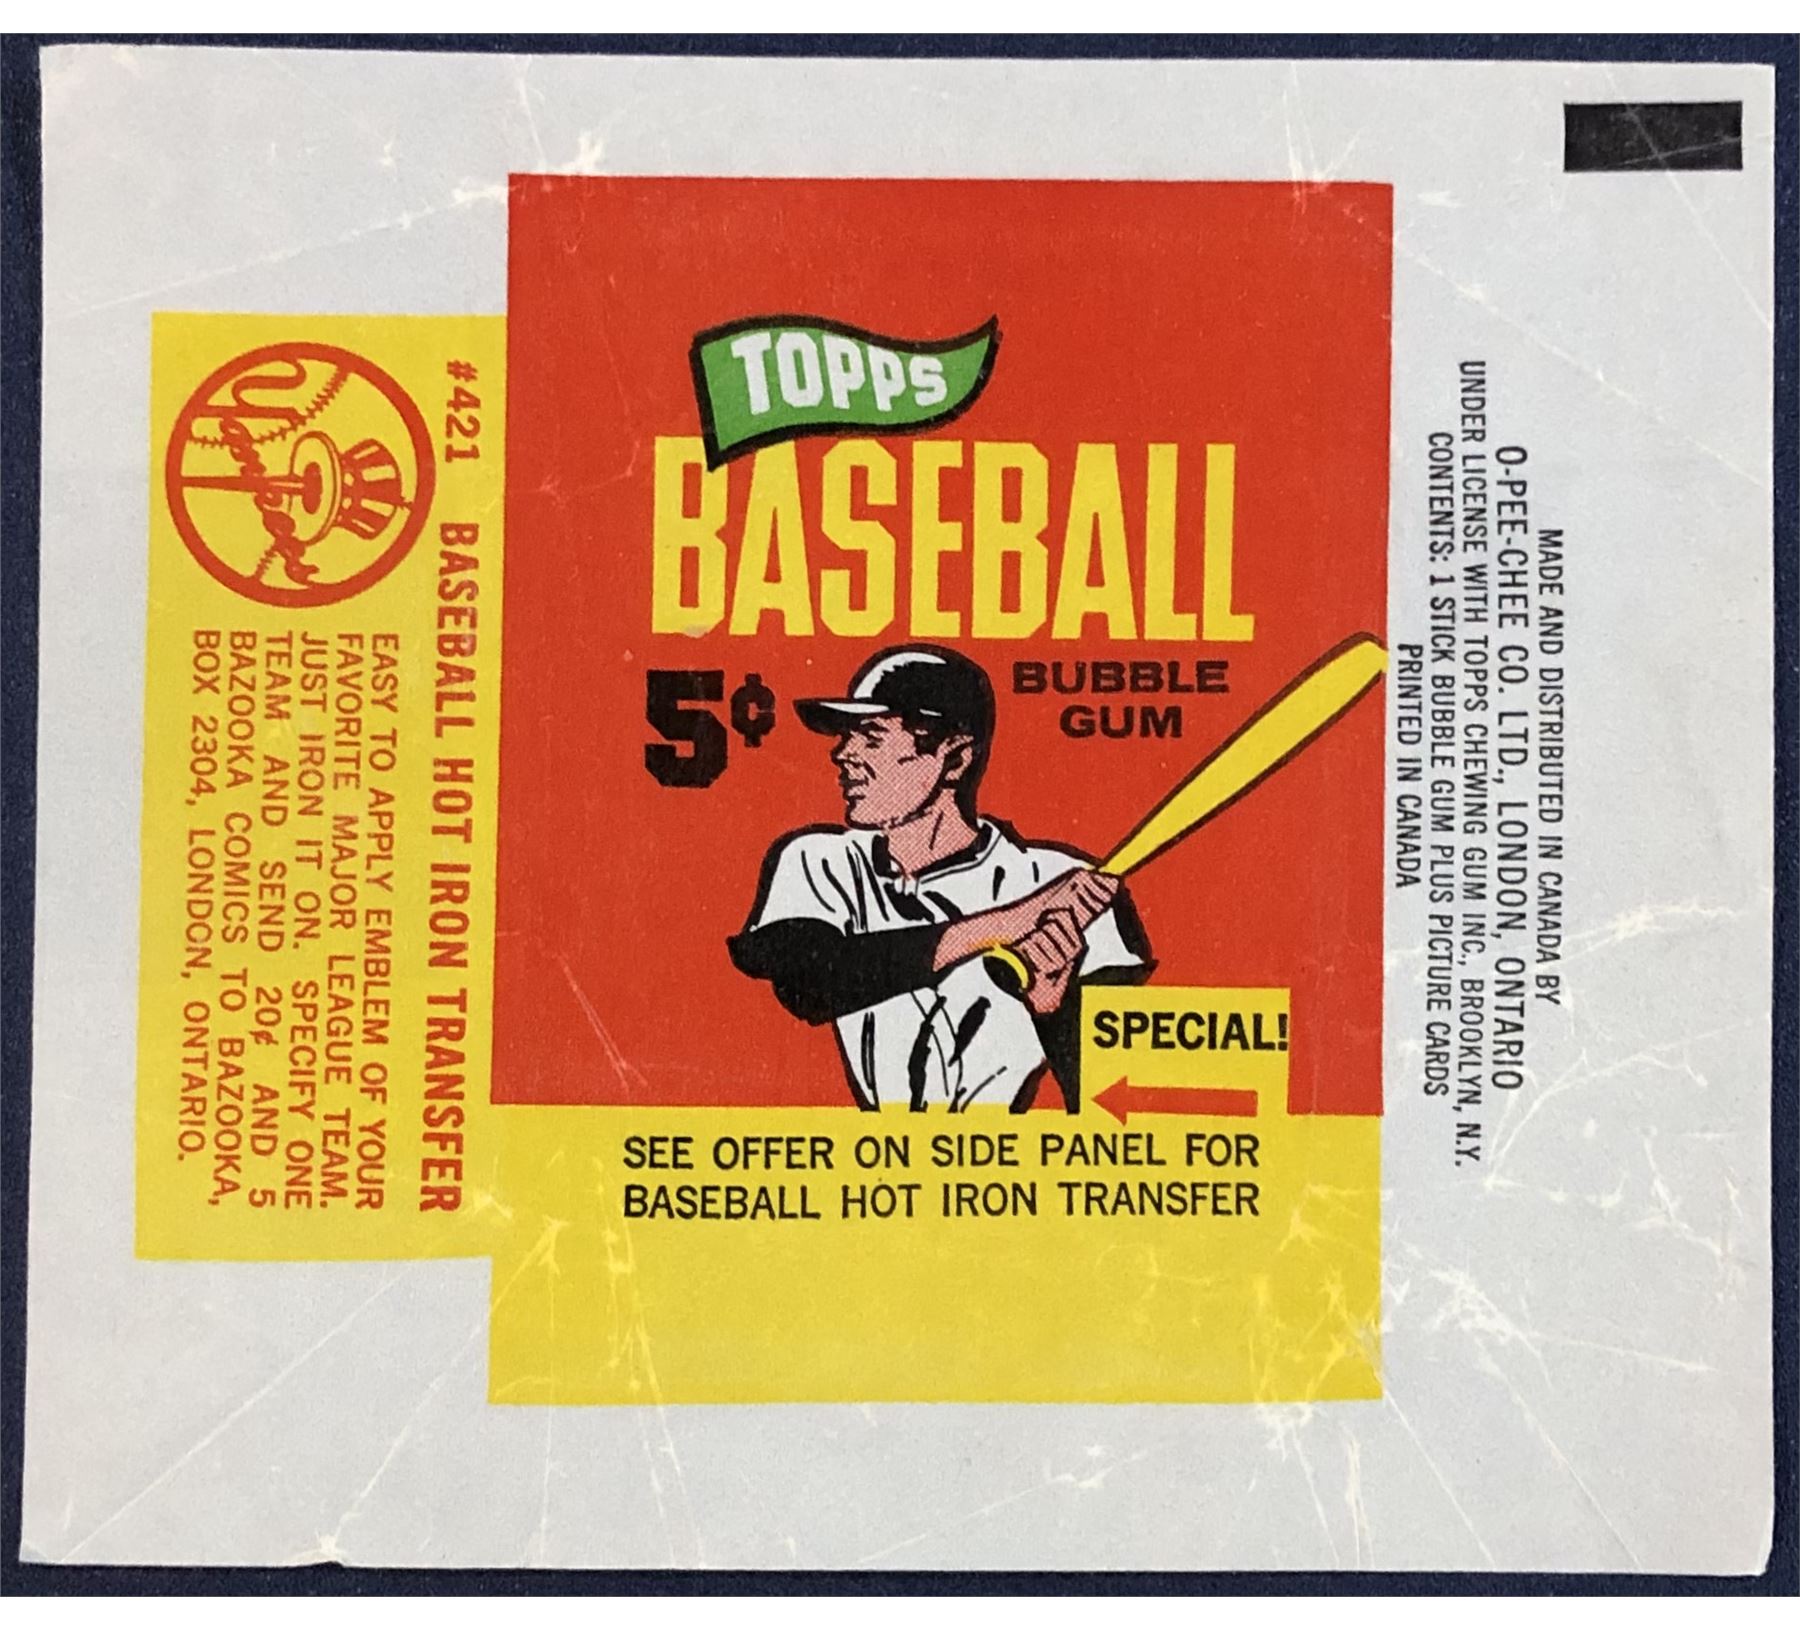 TOPPS
BASEBALL
5¢
BUBBLE
GUM
SPECIAL!
SEE OFFER ON SIDE PANEL FOR
BASEBALL HOT IRON TRANSFER
#421 BASEBALL HOT IRON TRANSFER
Yankees
EASY TO APPLY EMBLEM OF YOUR
FAVORITE MAJOR LEAGUE TEAM.
JUST IRON IT ON. SPECIFY ONE
TEAM AND SEND 20¢ AND 5
BAZOOKA COMICS TO BAZOOKA,
BOX 2304, LONDON, ONTARIO.
MADE AND DISTRIBUTED IN CANADA BY
O-PEE-CHEE CO. LTD., LONDON, ONTARIO
UNDER LICENSE WITH TOPPS CHEWING GUM INC., BROOKLYN, N.Y.
CONTENTS: 1 STICK BUBBLE GUM PLUS PICTURE CARDS
PRINTED IN CANADA